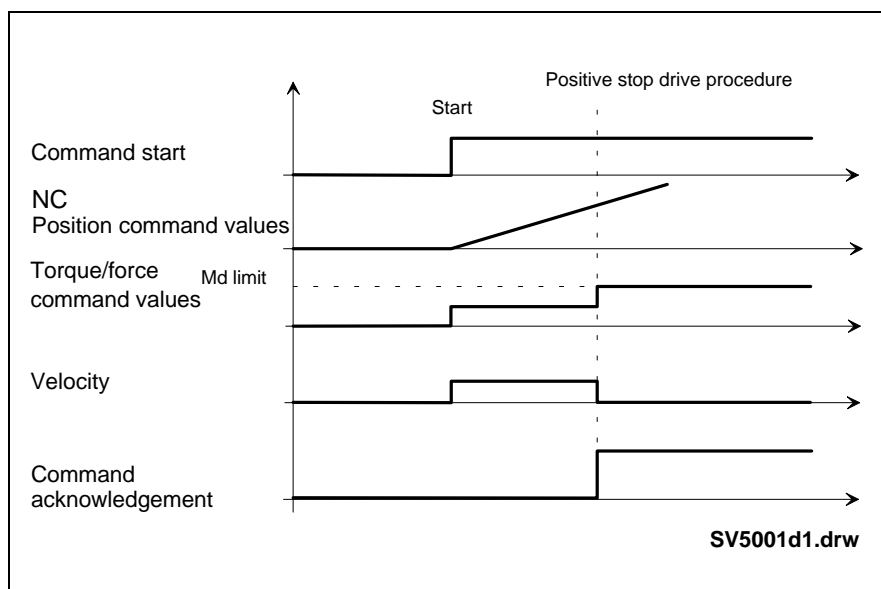 Positive stop drive procedure
Start
Command start
NC
Position command values
Torque/force
Md limit
command values
Velocity
Command
acknowledgement
SV5001d1.drw